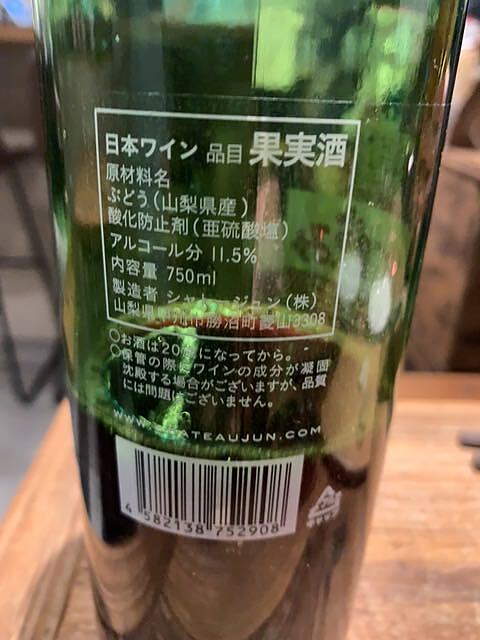 日本ワイン 品目 果実酒
原材料名
ぶどう(山梨県産)
酸化防止剤(亜硫酸塩)
アルコール分 11.5%
内容量 750ml
製造者 シャトージュン(株)
山梨県甲州市勝沼町菱山3308
○お酒は20歳になってから。
○保管の際にワインの成分が凝固
沈殿する場合がございますが、品質
には問題はございません。
WWW.CHATEAUJUN.COM
4 582138 752908